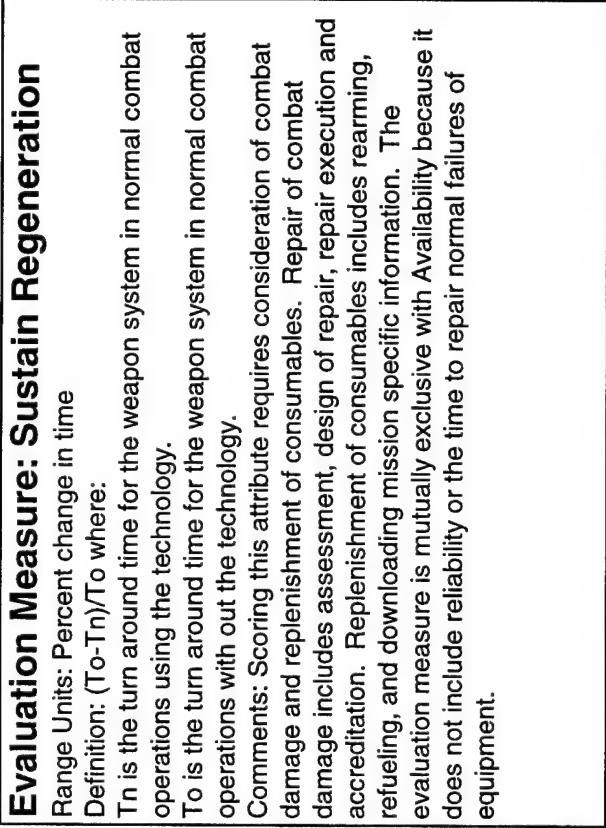 Evaluation Measure: Sustain Regeneration
Range Units: Percent change in time
Definition: (To-Tn)/To where:
Tn is the turn around time for the weapon system in normal combat
operations using the technology.
To is the turn around time for the weapon system in normal combat
operations with out the technology.
Comments: Scoring this attribute requires consideration of combat
damage and replenishment of consumables. Repair of combat
damage includes assessment, design of repair, repair execution and
accreditation. Replenishment of consumables includes rearming,
refueling, and downloading mission specific information. The
evaluation measure is mutually exclusive with Availability because it
does not include reliability or the time to repair normal failures of
equipment.